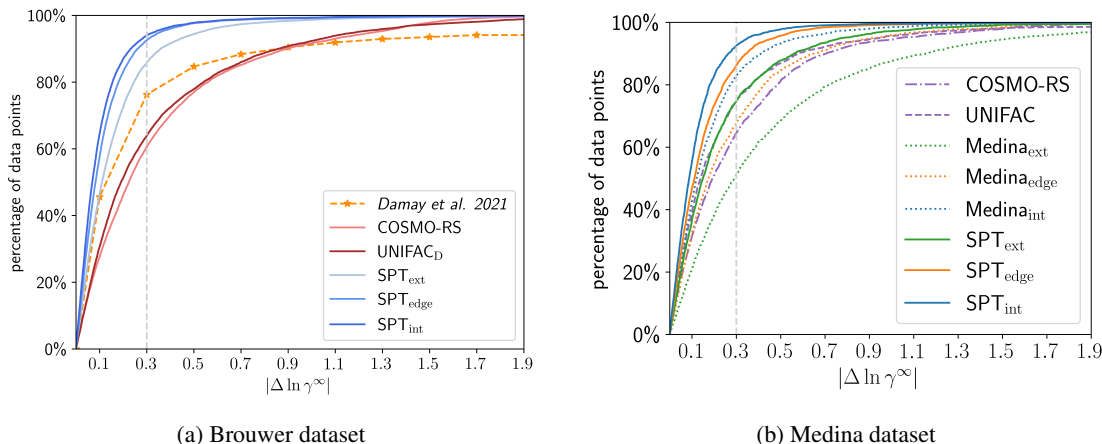 percentage of data points
100%
80%
60%
40%
20%
0%
0.1 0.3 0.5 0.7 0.9 1.1 1.3 1.5 1.7 1.9
|Δ ln γ∞|
Damay et al. 2021
COSMO-RS
UNIFAC_D
SPT_ext
SPT_edge
SPT_int
(a) Brouwer dataset
percentage of data points
100%
80%
60%
40%
20%
0%
0.1 0.3 0.5 0.7 0.9 1.1 1.3 1.5 1.7 1.9
|Δ ln γ∞|
COSMO-RS
UNIFAC
Medina_ext
Medina_edge
Medina_int
SPT_ext
SPT_edge
SPT_int
(b) Medina dataset